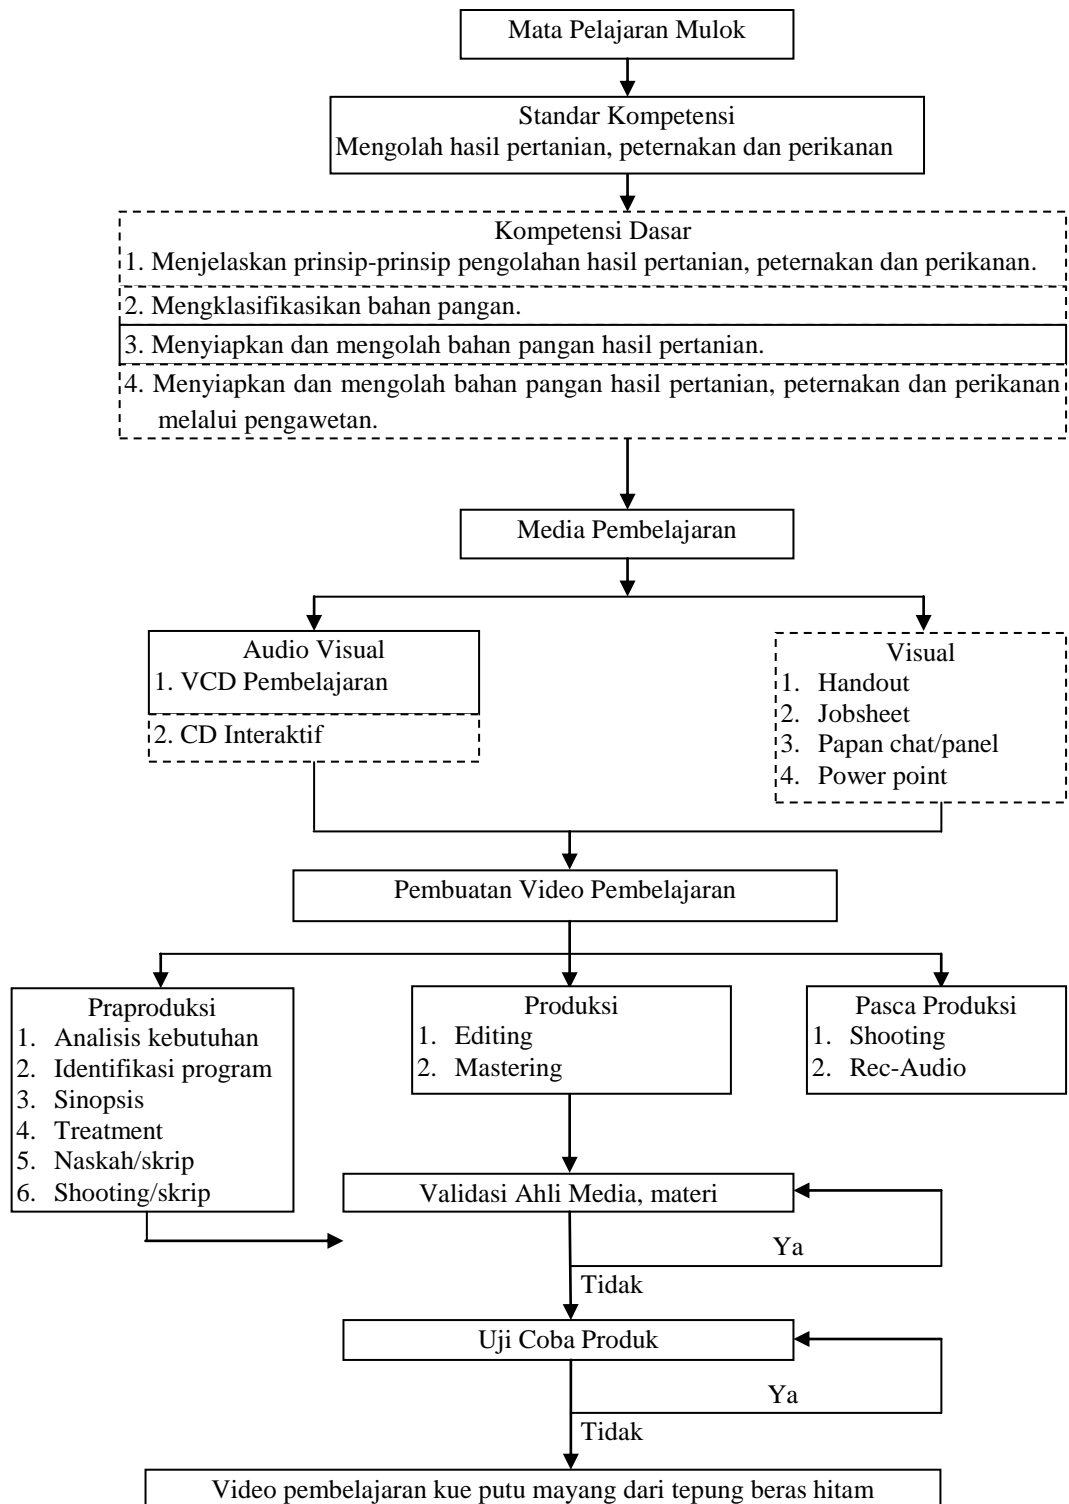 Mata Pelajaran Mulok
Standar Kompetensi
Mengolah hasil pertanian, peternakan dan perikanan
Kompetensi Dasar
1. Menjelaskan prinsip-prinsip pengolahan hasil pertanian, peternakan dan perikanan.
2. Mengklasifikasikan bahan pangan.
3. Menyiapkan dan mengolah bahan pangan hasil pertanian.
4. Menyiapkan dan mengolah bahan pangan hasil pertanian, peternakan dan perikanan
melalui pengawetan.
Media Pembelajaran
Audio Visual
1. VCD Pembelajaran
2. CD Interaktif
Visual
1. Handout
2. Jobsheet
3. Papan chat/panel
4. Power point
Pembuatan Video Pembelajaran
Praproduksi
1. Analisis kebutuhan
2. Identifikasi program
3. Sinopsis
4. Treatment
5. Naskah/skrip
6. Shooting/skrip
Produksi
1. Editing
2. Mastering
Pasca Produksi
1. Shooting
2. Rec-Audio
Validasi Ahli Media, materi
Ya
Tidak
Uji Coba Produk
Ya
Tidak
Video pembelajaran kue putu mayang dari tepung beras hitam